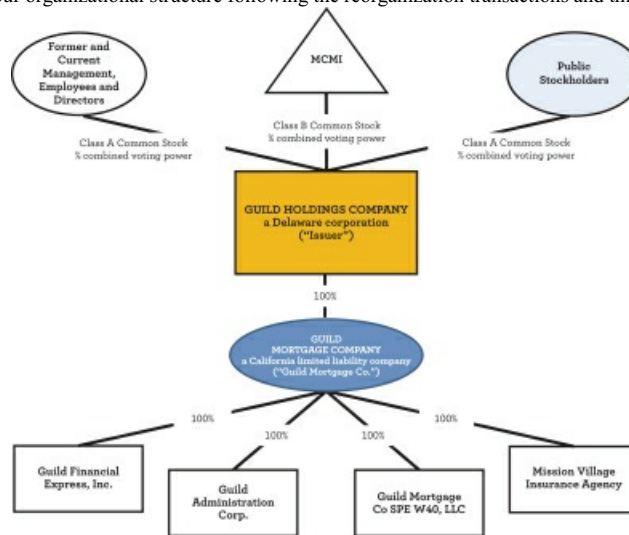 our organizational structure following the reorganization transactions and thi
Former and
Current
Management,
Employees and
Directors
MCMI
Public
Stockholders
Class A Common Stock
% combined voting power
Class B Common Stock
% combined voting power
Class A Common Stock
% combined voting power
GUILD HOLDINGS COMPANY
a Delaware corporation
("Issuer")
100%
GUILD
MORTGAGE COMPANY
a California limited liability company
("Guild Mortgage Co.")
100%
100%
100%
100%
Guild Financial
Express, Inc.
Guild
Administration
Corp.
Guild Mortgage
Co SPE W40, LLC
Mission Village
Insurance Agency